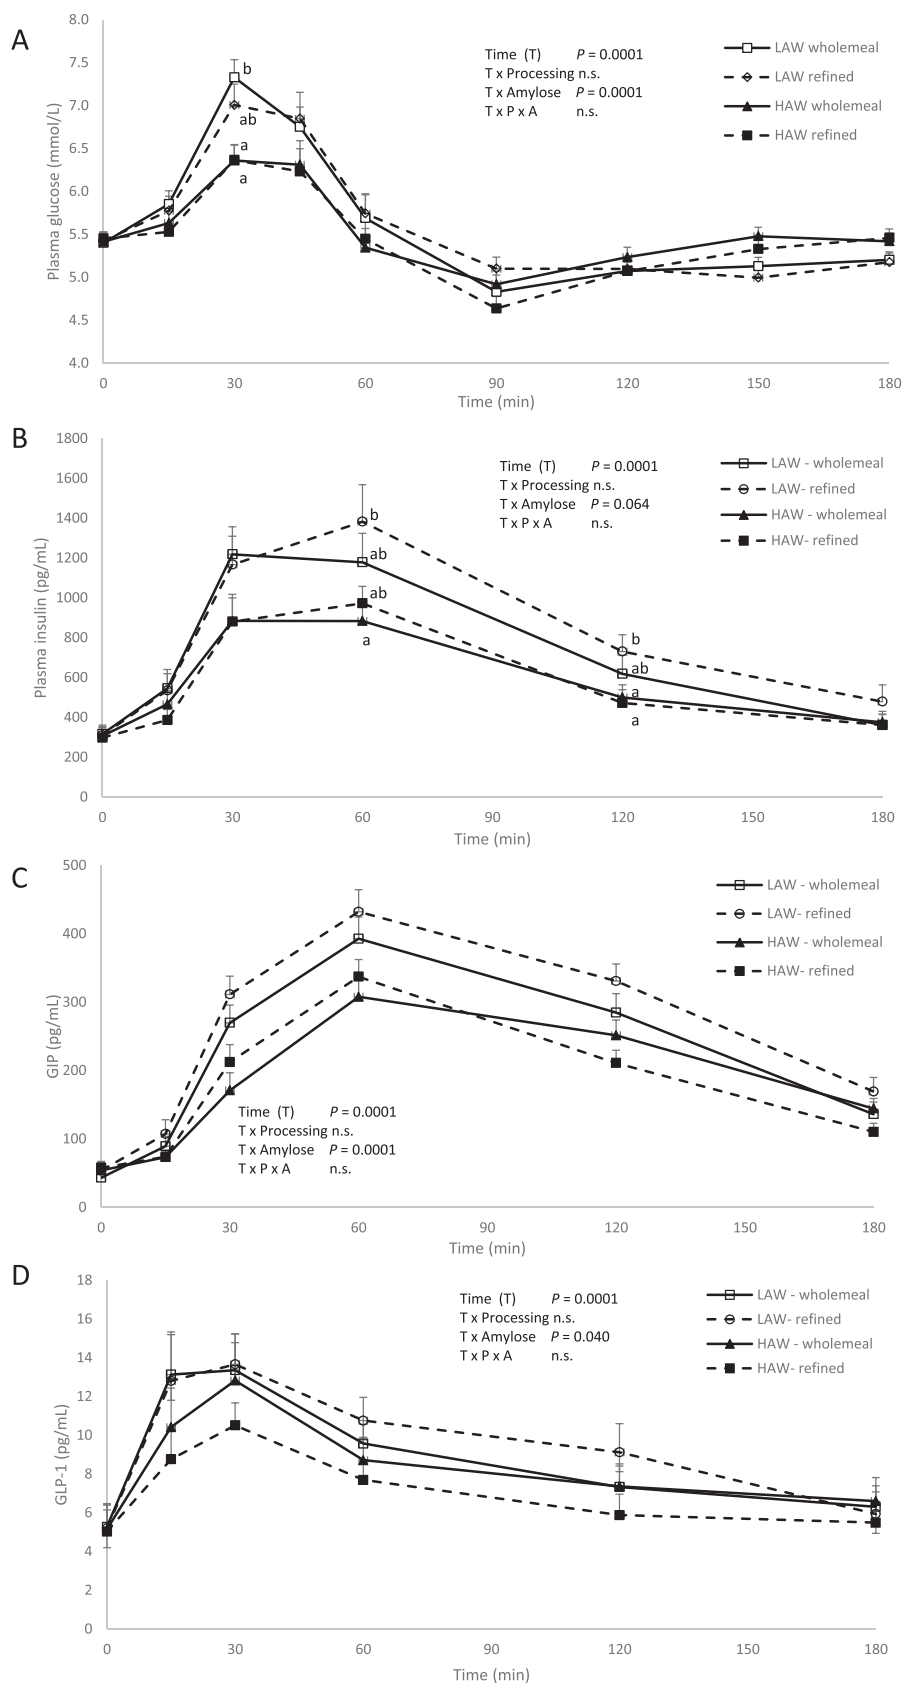 A
8.0
7.5
7.0
6.5
6.0
5.5
5.0
4.5
4.0
Plasma glucose (mmol/L)
b
ab
a
a
Time (T) P = 0.0001
T x Processing n.s.
T x Amylose P = 0.0001
T x P x A n.s.
LAW wholemeal
LAW refined
HAW wholemeal
HAW refined
0 30 60 90 120 150 180
Time (min)
B
1800
1600
1400
1200
1000
800
600
400
200
0
Plasma insulin (pg/mL)
b
ab
ab
a
b
ab
a
a
Time (T) P = 0.0001
T x Processing n.s.
T x Amylose P = 0.064
T x P x A n.s.
LAW - wholemeal
LAW- refined
HAW - wholemeal
HAW- refined
0 30 60 90 120 150 180
Time (min)
C
500
400
300
200
100
0
GIP (pg/mL)
LAW - wholemeal
LAW- refined
HAW - wholemeal
HAW- refined
Time (T) P = 0.0001
T x Processing n.s.
T x Amylose P = 0.0001
T x P x A n.s.
0 30 60 90 120 150 180
Time (min)
D
18
16
14
12
10
8
6
4
2
0
GLP-1 (pg/mL)
Time (T) P = 0.0001
T x Processing n.s.
T x Amylose P = 0.040
T x P x A n.s.
LAW - wholemeal
LAW- refined
HAW - wholemeal
HAW- refined
0 30 60 90 120 150 180
Time (min)